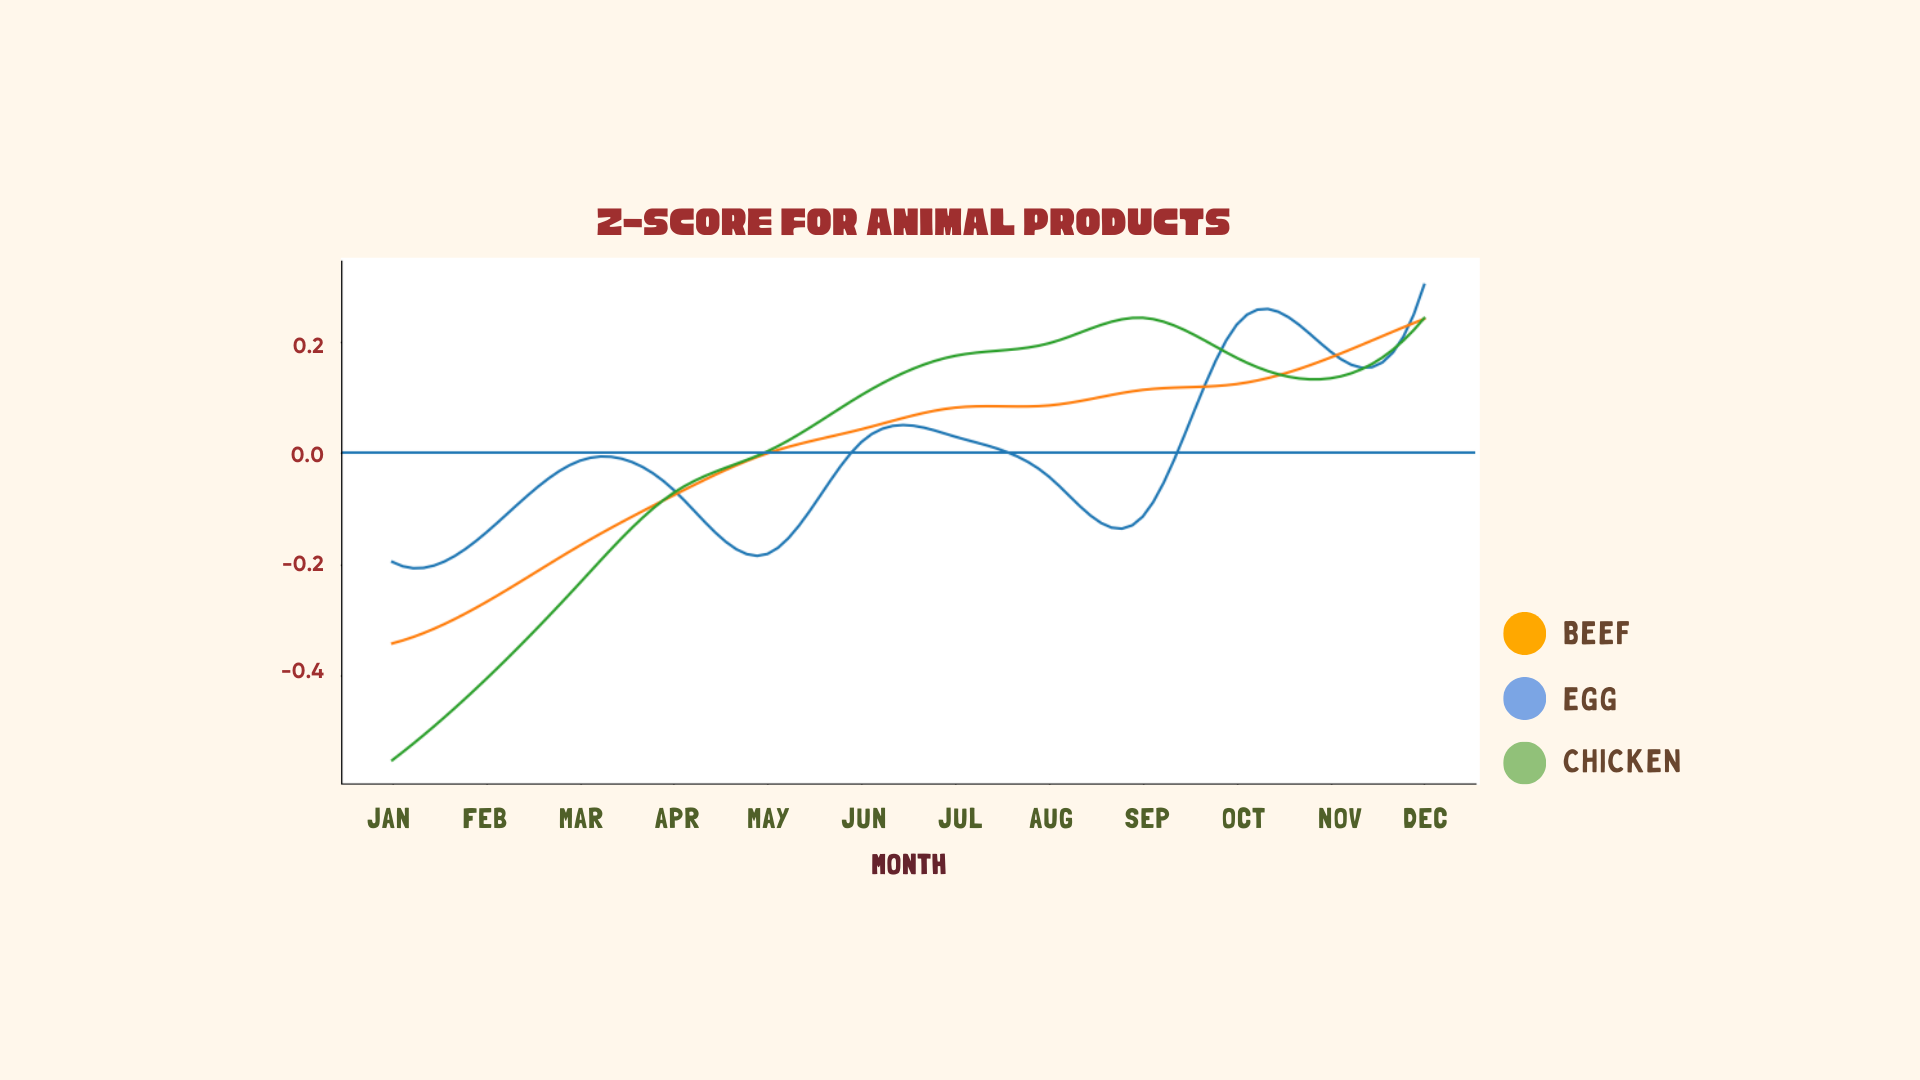 Z-SCORE FOR ANIMAL PRODUCTS
0.2
0.0
-0.2
-0.4
BEEF
EGG
CHICKEN
JAN FEB MAR APR MAY JUN JUL AUG SEP OCT NOV DEC
MONTH